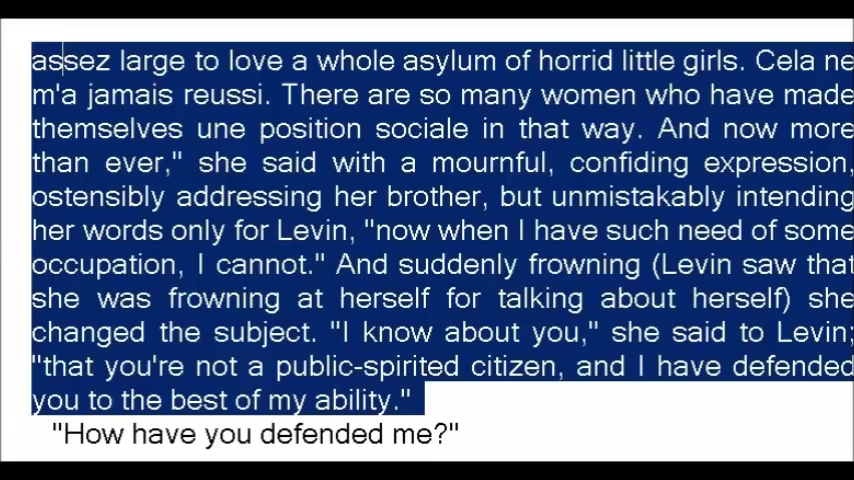 assez large to love a whole asylum of horrid little girls. Cela ne
m'a jamais reussi. There are so many women who have made
themselves une position sociale in that way. And now more
than ever," she said with a mournful, confiding expression,
ostensibly addressing her brother, but unmistakably intending
her words only for Levin, "now when I have such need of some
occupation, I cannot." And suddenly frowning (Levin saw that
she was frowning at herself for talking about herself) she
changed the subject. "I know about you," she said to Levin;
"that you're not a public-spirited citizen, and I have defended
you to the best of my ability."
"How have you defended me?"